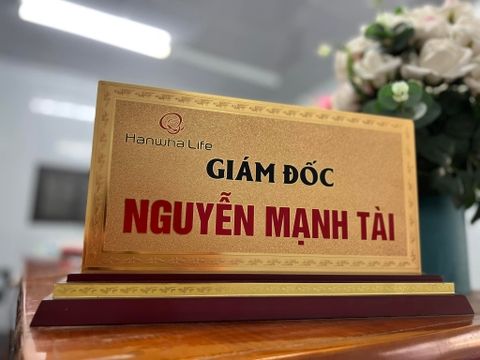 Hanwha Life
GIÁM ĐỐC
NGUYỄN MẠNH TÀI